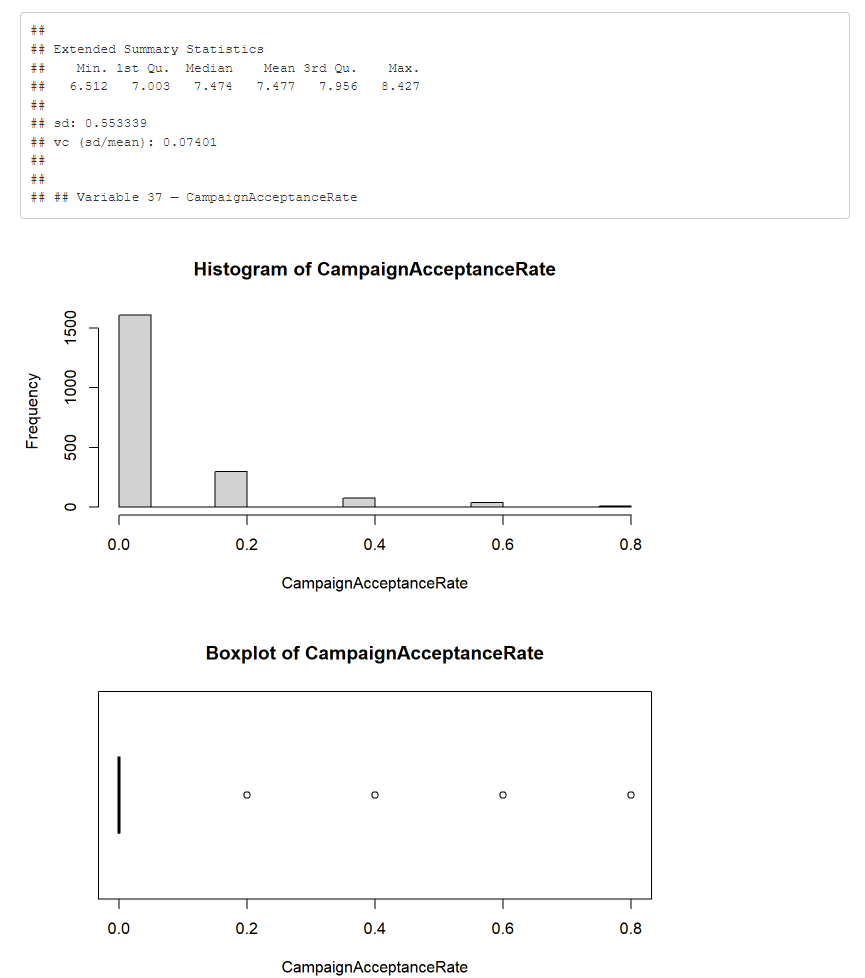 ##
## Extended Summary Statistics
##    Min. 1st Qu.  Median    Mean 3rd Qu.    Max.
##   6.512   7.003   7.474   7.477   7.956   8.427
##
## sd: 0.553339
## vc (sd/mean): 0.07401
##
##
## ## Variable 37 — CampaignAcceptanceRate
Histogram of CampaignAcceptanceRate
Frequency
1500
1000
500
0
0.0 0.2 0.4 0.6 0.8
CampaignAcceptanceRate
Boxplot of CampaignAcceptanceRate
0.0 0.2 0.4 0.6 0.8
CampaignAcceptanceRate